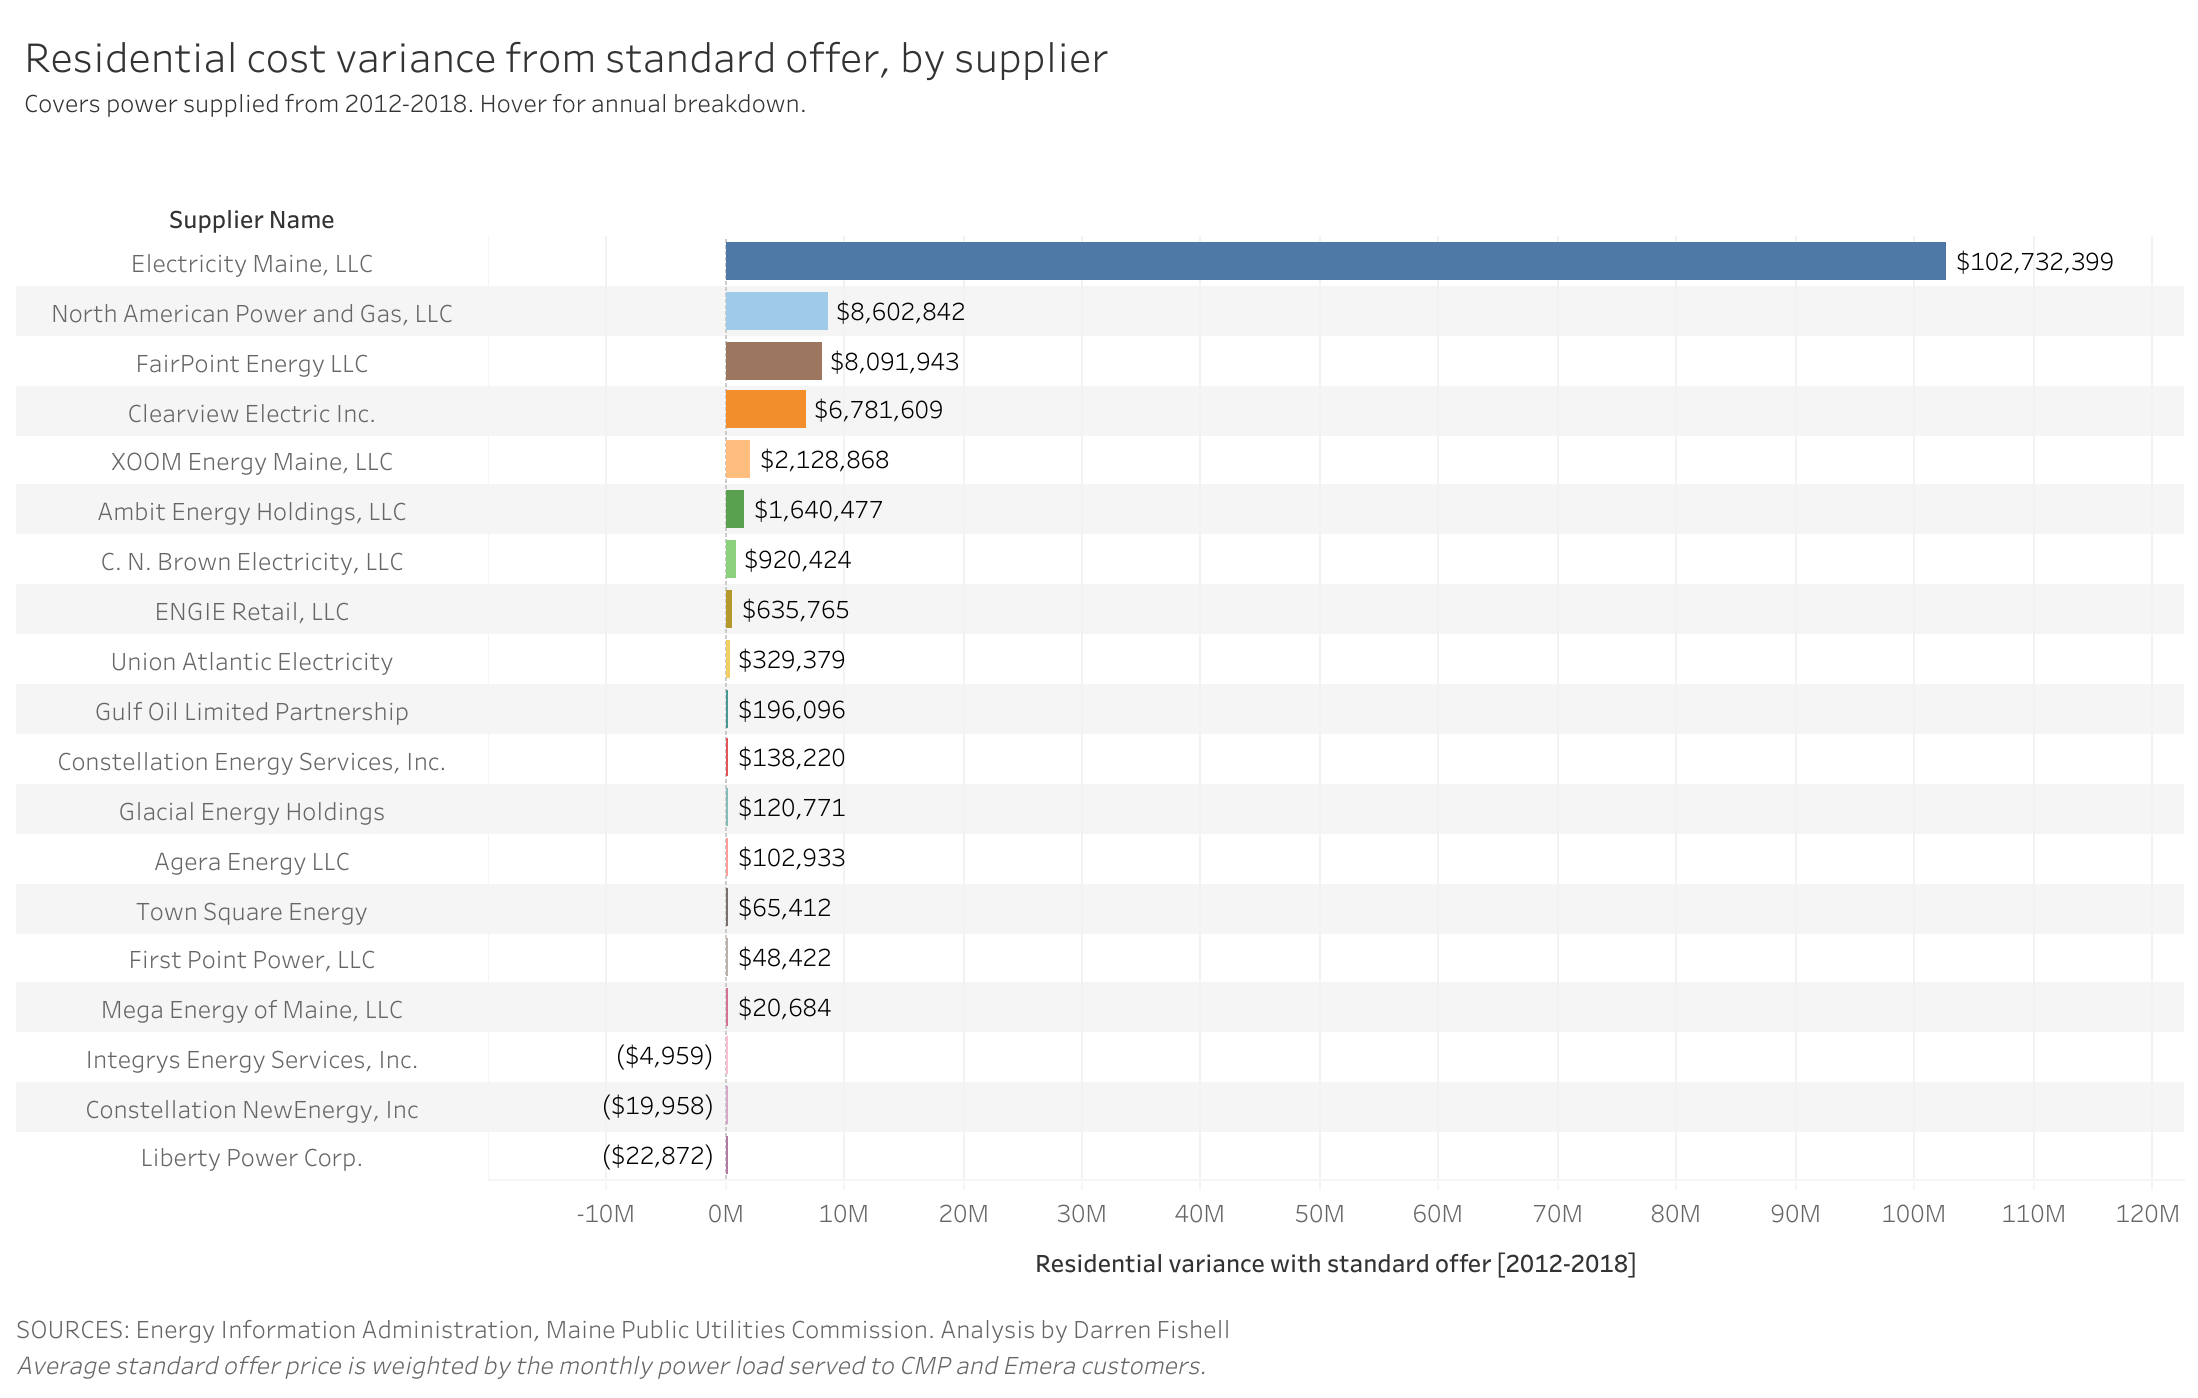 Residential cost variance from standard offer, by supplier
Covers power supplied from 2012-2018. Hover for annual breakdown.
Supplier Name
Electricity Maine, LLC $102,732,399
North American Power and Gas, LLC $8,602,842
FairPoint Energy LLC $8,091,943
Clearview Electric Inc. $6,781,609
XOOM Energy Maine, LLC $2,128,868
Ambit Energy Holdings, LLC $1,640,477
C. N. Brown Electricity, LLC $920,424
ENGIE Retail, LLC $635,765
Union Atlantic Electricity $329,379
Gulf Oil Limited Partnership $196,096
Constellation Energy Services, Inc. $138,220
Glacial Energy Holdings $120,771
Agera Energy LLC $102,933
Town Square Energy $65,412
First Point Power, LLC $48,422
Mega Energy of Maine, LLC $20,684
Integrys Energy Services, Inc. ($4,959)
Constellation NewEnergy, Inc ($19,958)
Liberty Power Corp. ($22,872)
-10M 0M 10M 20M 30M 40M 50M 60M 70M 80M 90M 100M 110M 120M
Residential variance with standard offer [2012-2018]
SOURCES: Energy Information Administration, Maine Public Utilities Commission. Analysis by Darren Fishell
Average standard offer price is weighted by the monthly power load served to CMP and Emera customers.